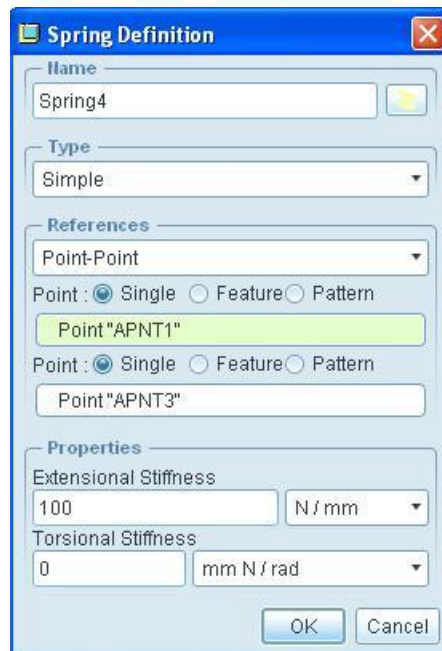 Spring Definition
Name
Spring4
Type
Simple
References
Point-Point
Point : Single Feature Pattern
Point "APNT1"
Point : Single Feature Pattern
Point "APNT3"
Properties
Extensional Stiffness
100 N / mm
Torsional Stiffness
0 mm N / rad
OK Cancel